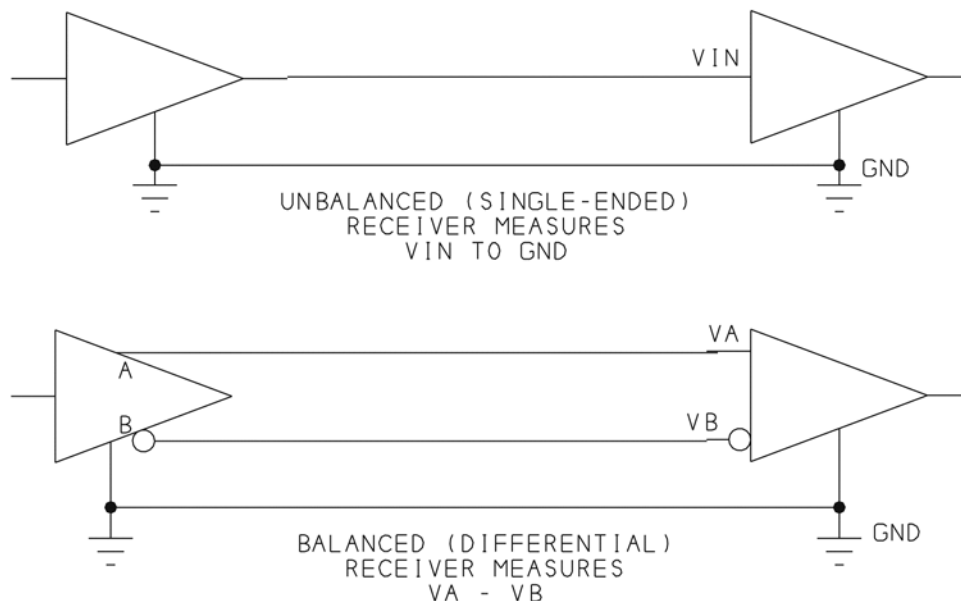 VIN
GND
UNBALANCED (SINGLE-ENDED)
RECEIVER MEASURES
VIN TO GND
A
VA
B
VB
GND
BALANCED (DIFFERENTIAL)
RECEIVER MEASURES
VA - VB